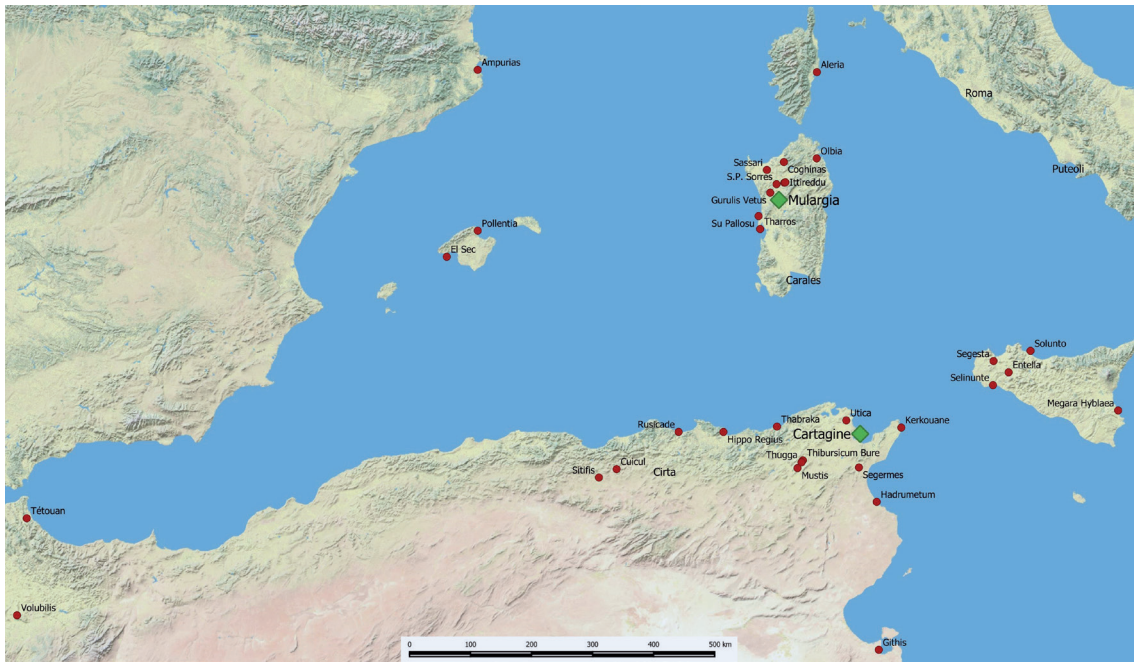 Ampurias
Aleria
Roma
Puteoli
Olbia
Sassari
Coghinas
S.P. Sorres
Ittireddu
Gurulis Vetus
Mulargia
Su Pallosu
Tharros
Pollentia
El Sec
Carales
Solunto
Segesta
Entella
Selinunte
Megara Hyblaea
Utica
Kerkouane
Thabraka
Rusicade
Hippo Regius
Cartagine
Thugga
Thibursicum Bure
Cuicul
Sitifis
Cirta
Mustis
Segermes
Hadrumetum
Tétouan
Volubilis
Githis
0 100 200 300 400 500 km